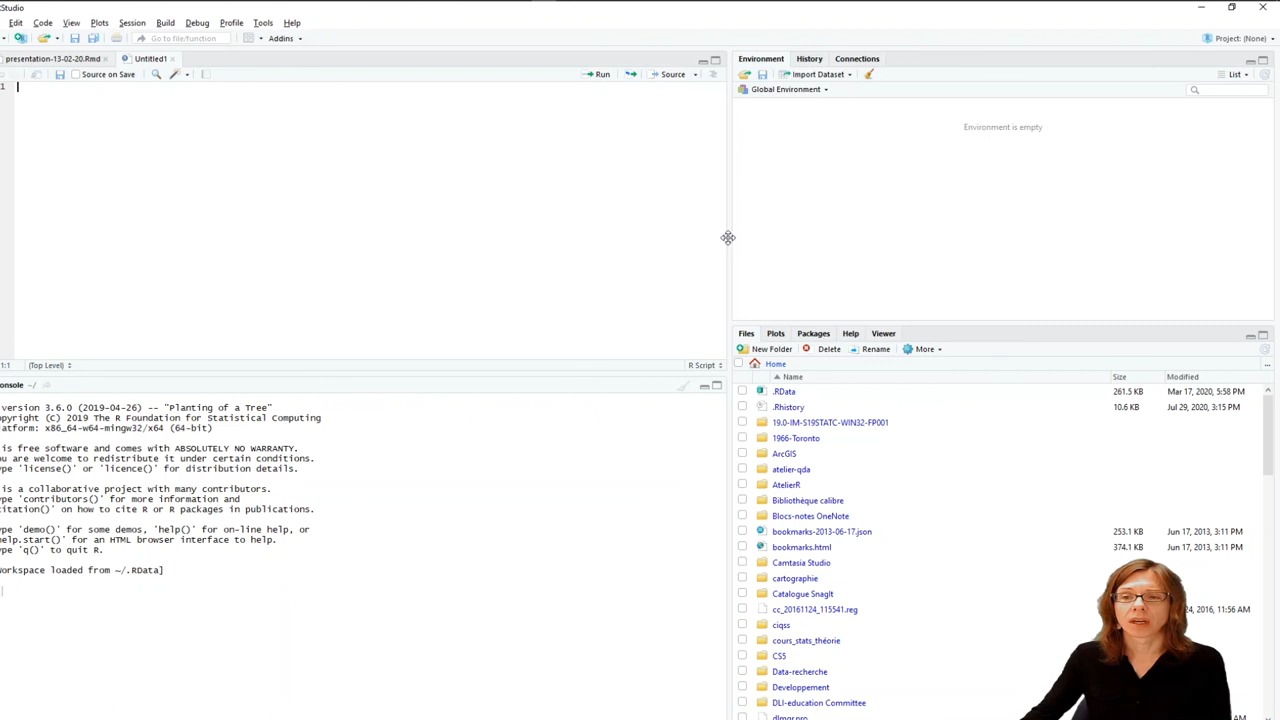 Studio
Edit Code View Plots Session Build Debug Profile Tools Help
Go to file/function Addins Project: (None)
presentation-13-02-20.Rmd Untitled1
Source on Save Run Source
1
1:1 (Top Level) R Script
onsole ~/
version 3.6.0 (2019-04-26) -- "Planting of a Tree"
opyright (C) 2019 The R Foundation for Statistical Computing
latform: x86_64-w64-mingw32/x64 (64-bit)
is free software and comes with ABSOLUTELY NO WARRANTY.
ou are welcome to redistribute it under certain conditions.
ype 'license()' or 'licence()' for distribution details.
is a collaborative project with many contributors.
ype 'contributors()' for more information and
citation()' on how to cite R or R packages in publications.
ype 'demo()' for some demos, 'help()' for on-line help, or
help.start()' for an HTML browser interface to help.
ype 'q()' to quit R.
Workspace loaded from ~/.RData]
Environment History Connections
Import Dataset List
Global Environment
Environment is empty
Files Plots Packages Help Viewer
New Folder Delete Rename More
Home ...
Name Size Modified
.RData 261.5 KB Mar 17, 2020, 5:58 PM
.Rhistory 10.6 KB Jul 29, 2020, 3:15 PM
19.0-IM-S19STATC-WIN32-FP001
1966-Toronto
ArcGIS
atelier-qda
AtelierR
Bibliothèque calibre
Blocs-notes OneNote
bookmarks-2013-06-17.json 253.1 KB Jun 17, 2013, 3:11 PM
bookmarks.html 374.1 KB Jun 17, 2013, 3:11 PM
Camtasia Studio
cartographie
Catalogue SnagIt
cc_20161124_115541.reg 24, 2016, 11:56 AM
ciqss
cours_stats_théorie
CS5
Data-recherche
Developpement
DLI-education Committee
dlmgr.pro AM